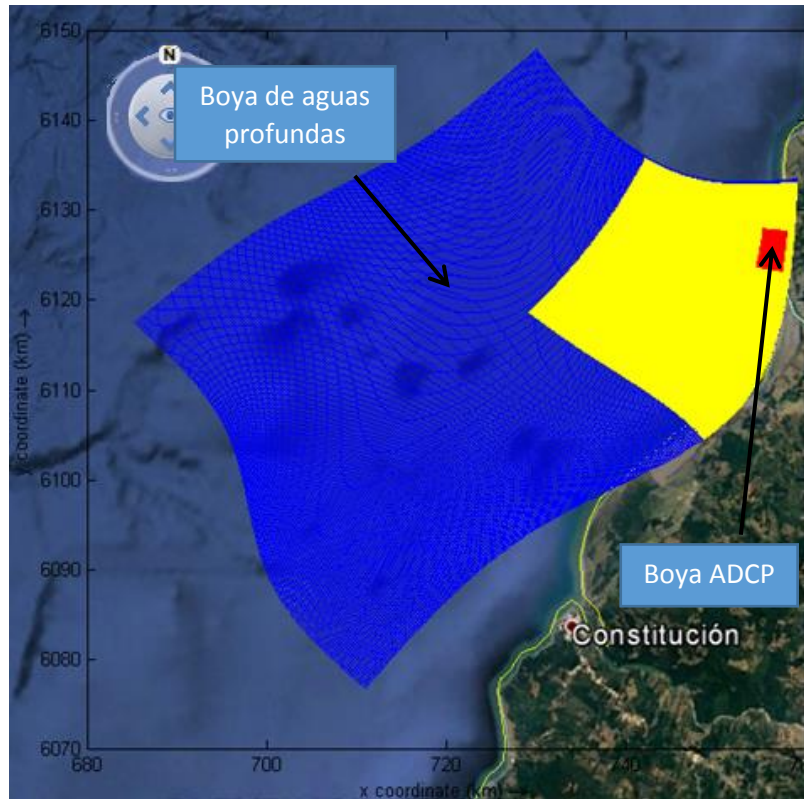 6150
N
6140
Boya de aguas
profundas
6130
6120
6110
6100
6090
6080
6070
y coordinate (km) →
Boya ADCP
Constitución
680
700
720
740
x coordinate (km) →